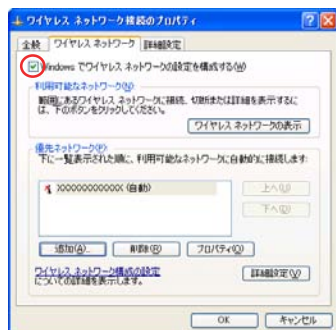 ワイヤレス ネットワーク接続のプロパティ
全般 ワイヤレス ネットワーク 詳細設定
Windows でワイヤレス ネットワークの設定を構成する(W)
利用可能なネットワーク(N)
範囲にあるワイヤレス ネットワークに接続、切断または詳細を表示するに
は、下のボタンをクリックしてください。
ワイヤレス ネットワークの表示
優先ネットワーク(P)
下に一覧表示された順に、利用可能なネットワークに自動的に接続します:
XXXXXXXXXXXXX (自動)
上へ(U)
下へ(D)
追加(A)... 削除(R) プロパティ(O)
ワイヤレス ネットワーク構成の設定
についての詳細を表示します。
詳細設定(V)
OK キャンセル